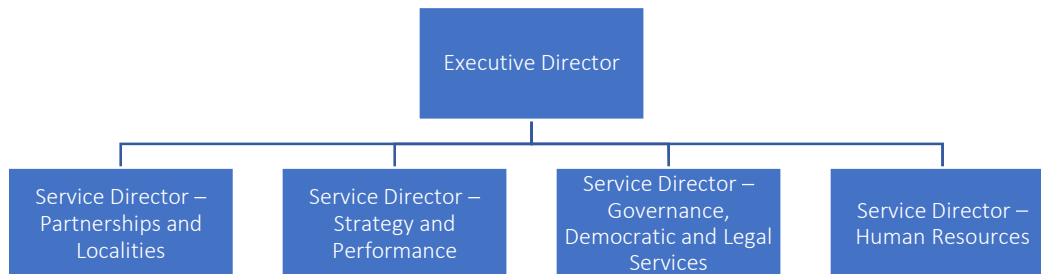 Executive Director
Service Director –
Partnerships and
Localities
Service Director –
Strategy and
Performance
Service Director –
Governance,
Democratic and Legal
Services
Service Director –
Human Resources